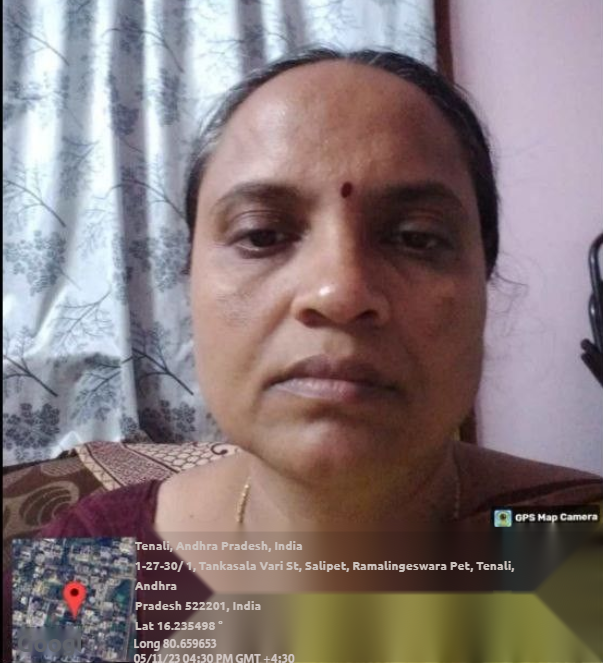 GPS Map Camera
Tenali, Andhra Pradesh, India
1-27-30/ 1, Tankasala Vari St, Salipet, Ramalingeswara Pet, Tenali,
Andhra
Pradesh 522201, India
Lat 16.235498 °
Long 80.659653
05/11/23 04:30 PM GMT +4:30